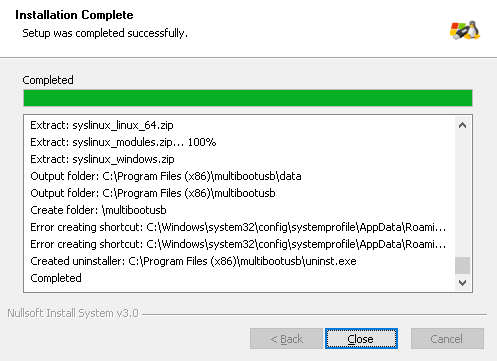 Installation Complete
Setup was completed successfully.
Completed
Extract: syslinux_linux_64.zip
Extract: syslinux_modules.zip... 100%
Extract: syslinux_windows.zip
Output folder: C:\Program Files (x86)\multibootusb\data
Output folder: C:\Program Files (x86)\multibootusb
Create folder: \multibootusb
Error creating shortcut: C:\Windows\system32\config\systemprofile\AppData\Roami...
Error creating shortcut: C:\Windows\system32\config\systemprofile\AppData\Roami...
Created uninstaller: C:\Program Files (x86)\multibootusb\uninst.exe
Completed
Nullsoft Install System v3.0
< Back
Close
Cancel